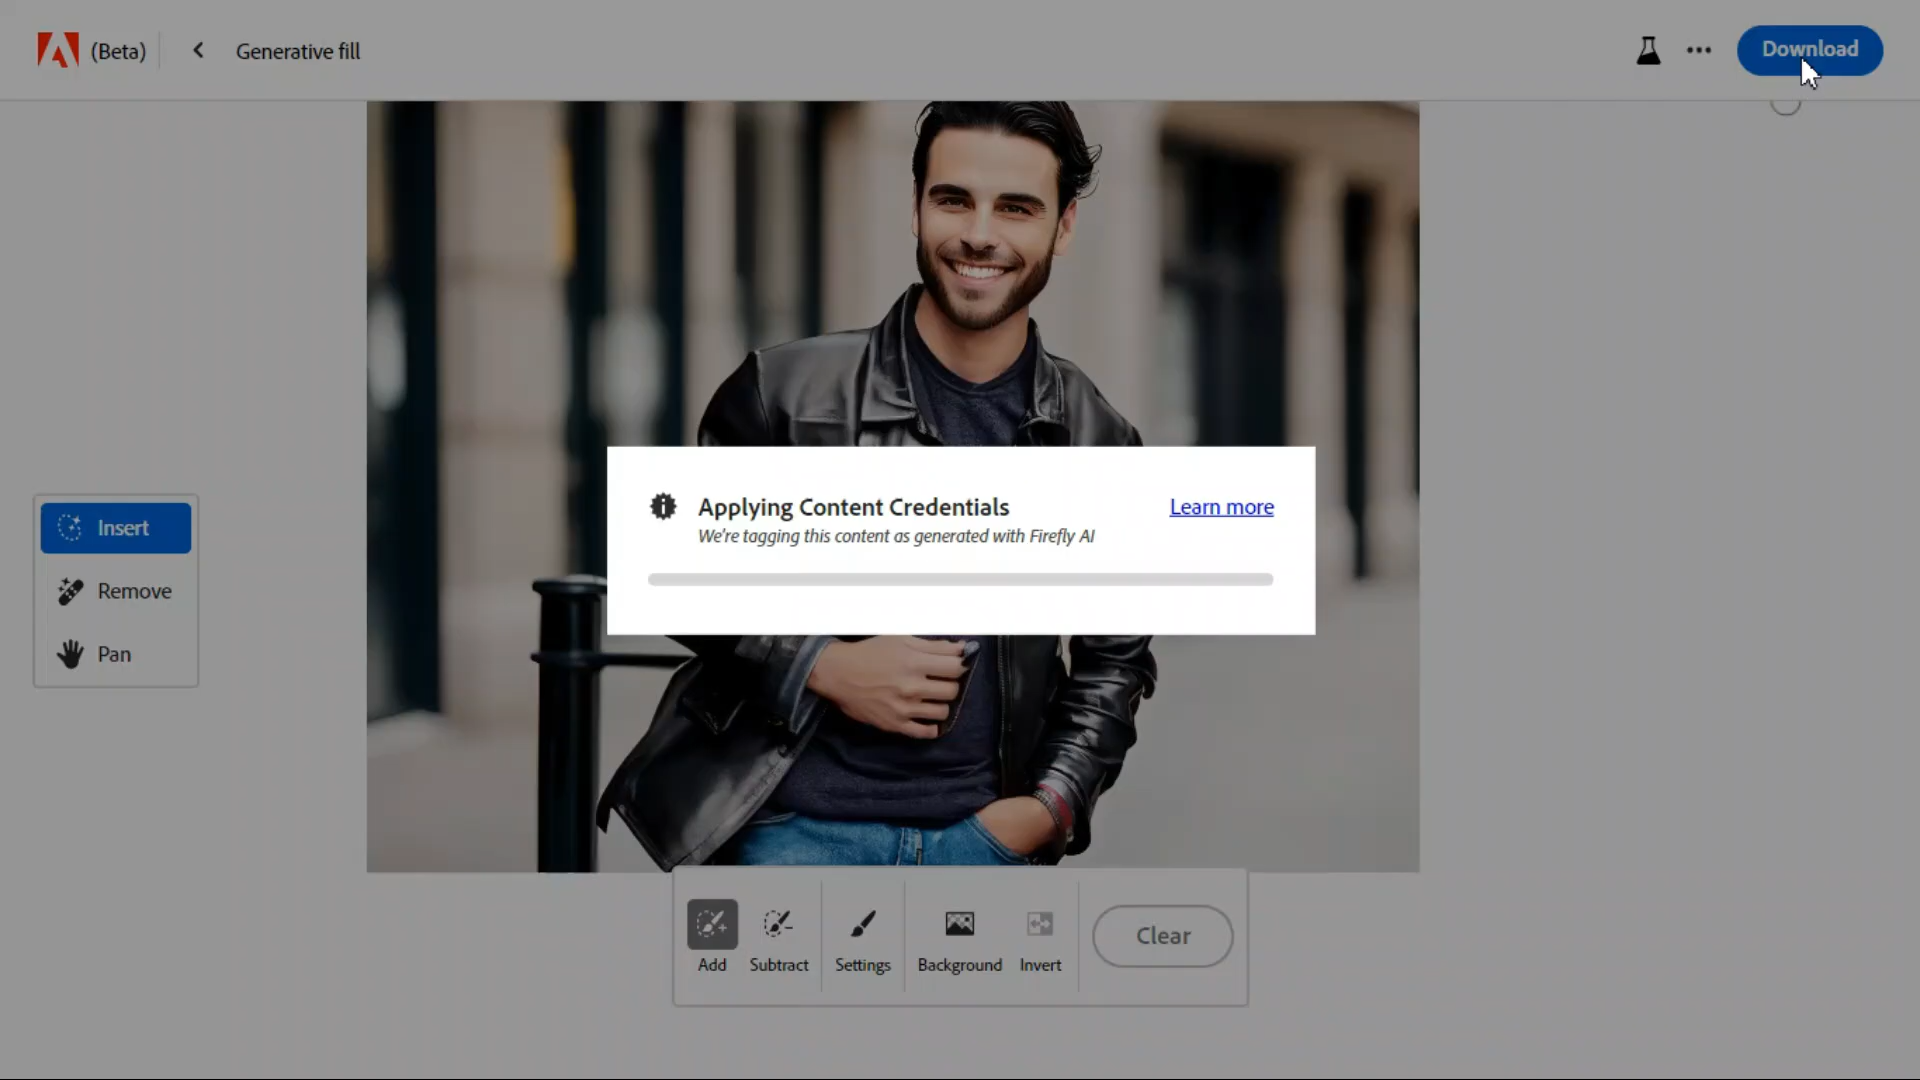 (Beta)
Generative fill
Download
Applying Content Credentials
Learn more
We're tagging this content as generated with Firefly AI
Insert
Remove
Pan
Add
Subtract
Settings
Background
Invert
Clear